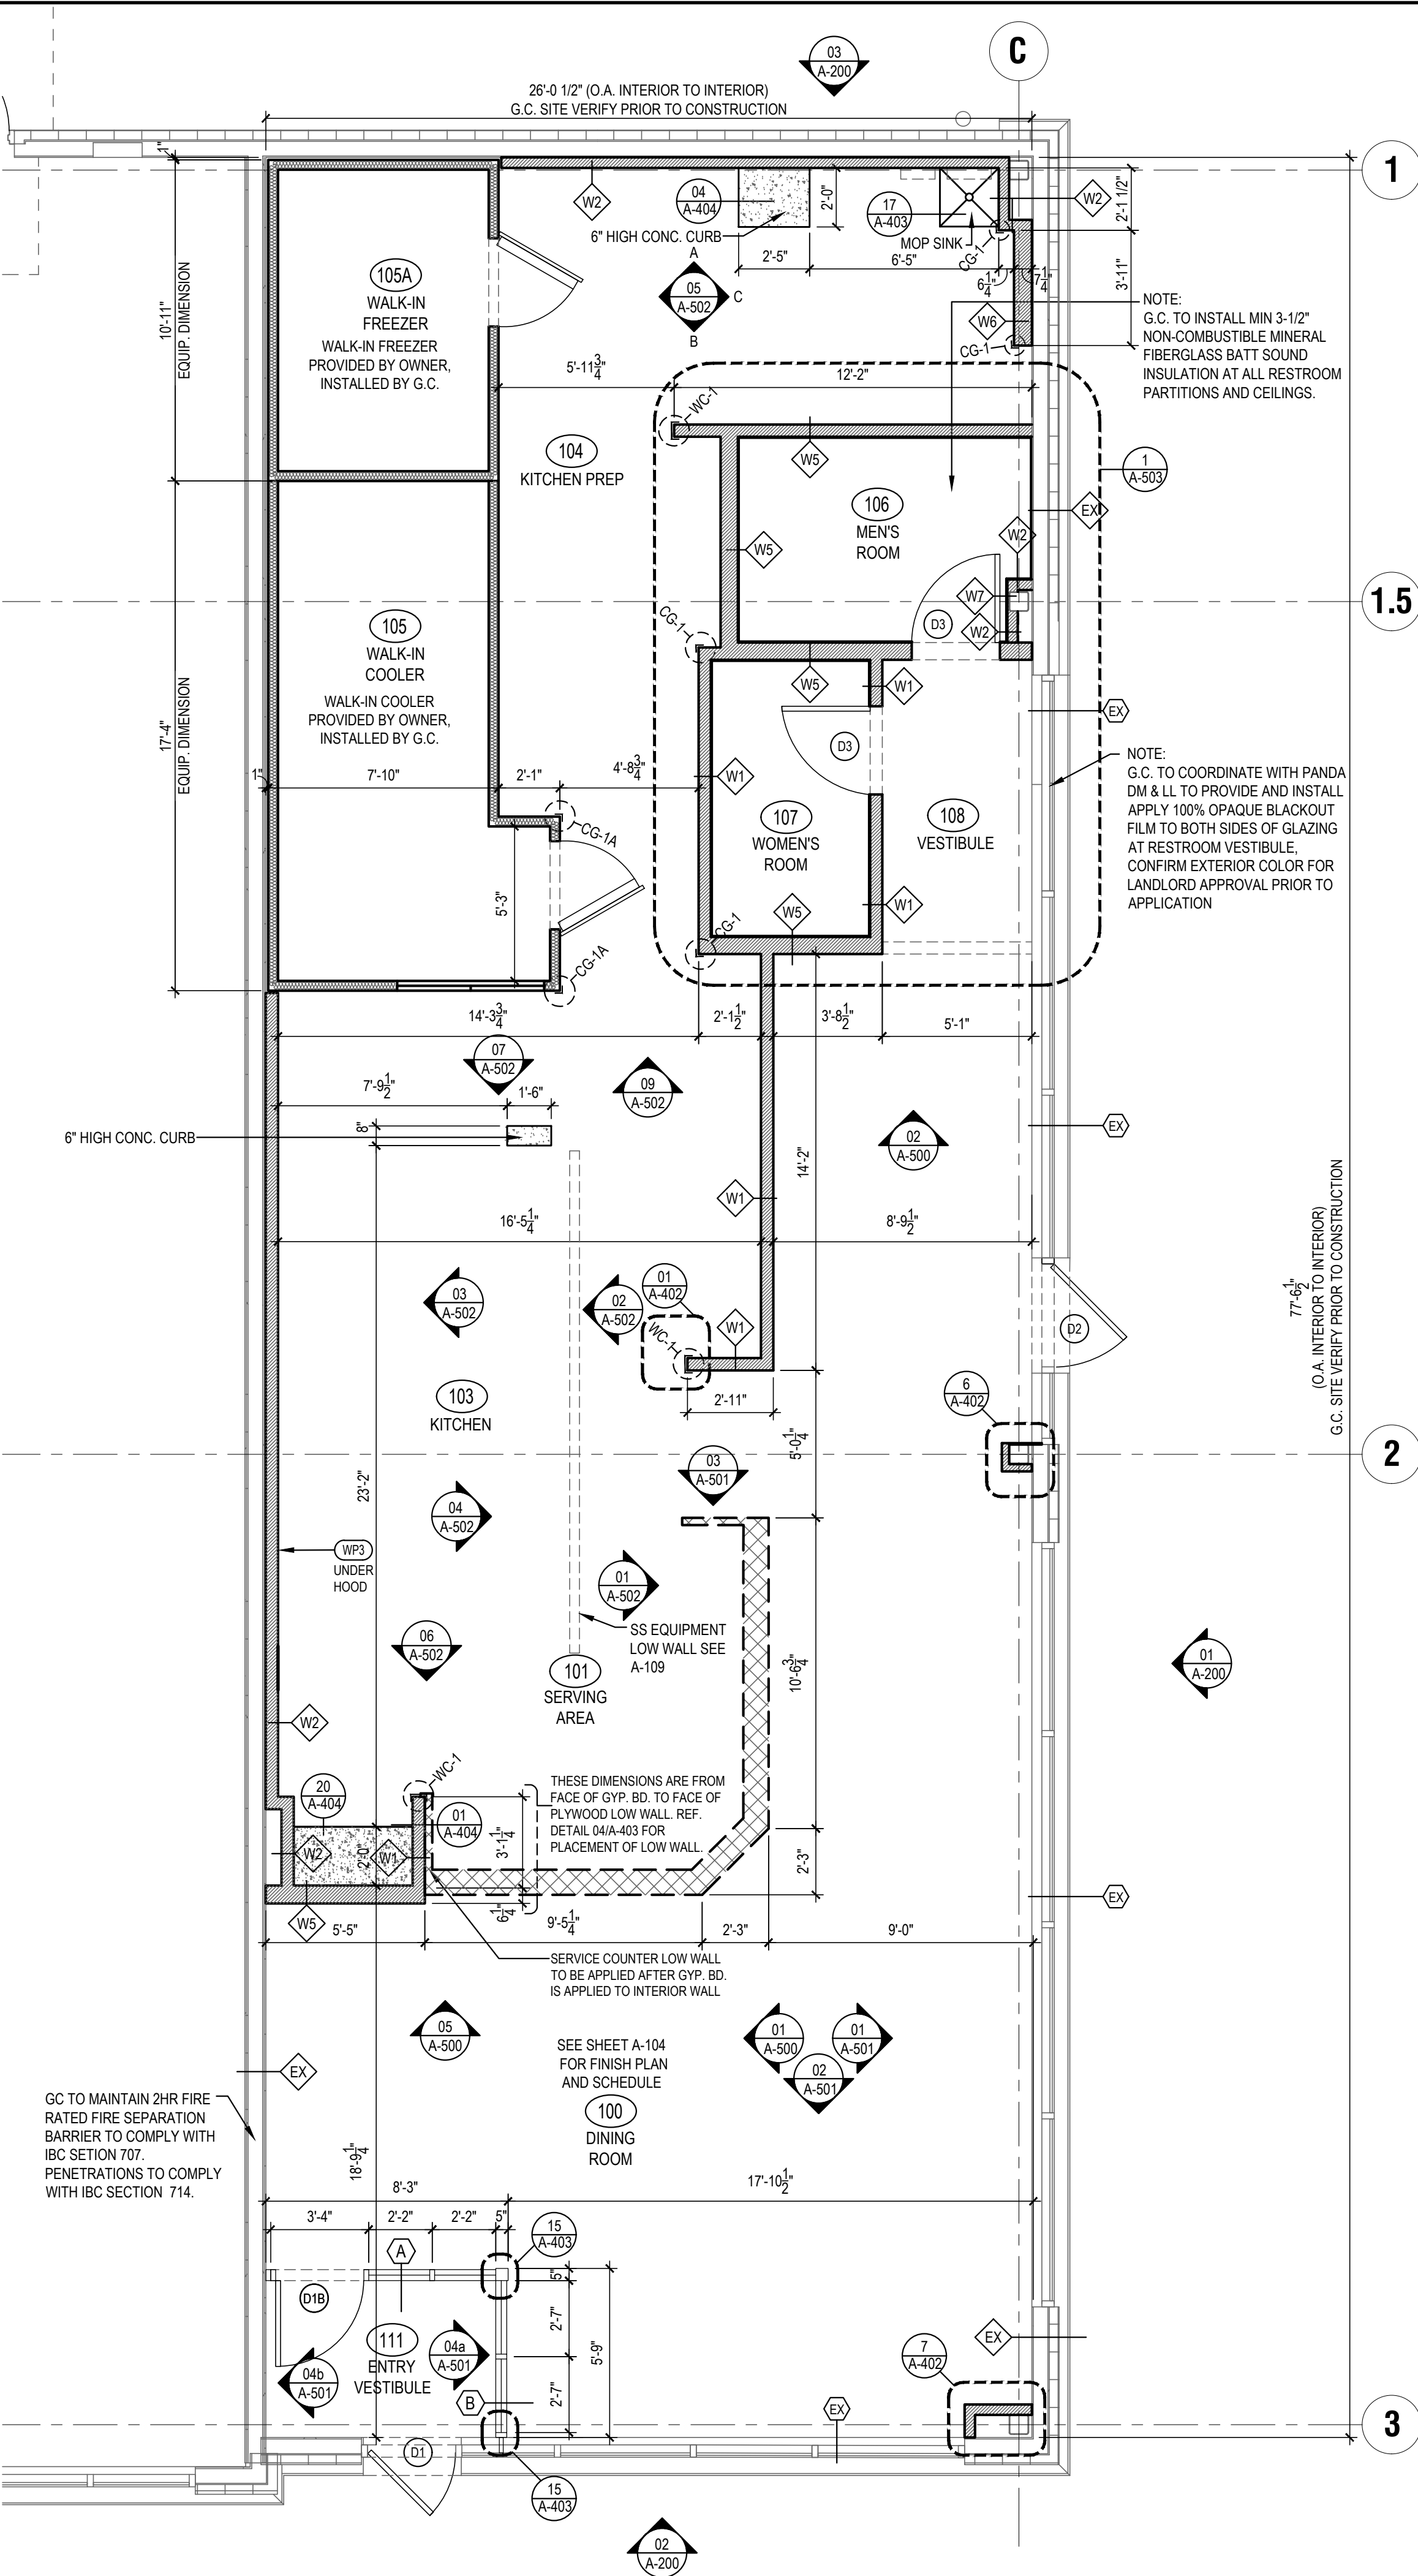 03
A-200
C
26'-0 1/2" (O.A. INTERIOR TO INTERIOR)
G.C. SITE VERIFY PRIOR TO CONSTRUCTION
1
1"
W2
04
A-404
2'-0"
17
A-403
W2
2'-1 1/2"
6" HIGH CONC. CURB
MOP SINK
CG-1
A
05
A-502
C
B
2'-5"
6'-5"
6 1/4"
7 1/4"
3'-11"
105A
WALK-IN
FREEZER
WALK-IN FREEZER
PROVIDED BY OWNER,
INSTALLED BY G.C.
10'-11"
EQUIP. DIMENSION
W6
CG-1
NOTE:
G.C. TO INSTALL MIN 3-1/2"
NON-COMBUSTIBLE MINERAL
FIBERGLASS BATT SOUND
INSULATION AT ALL RESTROOM
PARTITIONS AND CEILINGS.
5'-11 3/4"
12'-2"
WC-1
104
KITCHEN PREP
W5
1
A-503
106
MEN'S
ROOM
EX
W2
W5
W7
1.5
D3
W2
CG-1
105
WALK-IN
COOLER
WALK-IN COOLER
PROVIDED BY OWNER,
INSTALLED BY G.C.
17'-4"
EQUIP. DIMENSION
W5
W1
EX
D3
NOTE:
G.C. TO COORDINATE WITH PANDA
DM & LL TO PROVIDE AND INSTALL
APPLY 100% OPAQUE BLACKOUT
FILM TO BOTH SIDES OF GLAZING
AT RESTROOM VESTIBULE,
CONFIRM EXTERIOR COLOR FOR
LANDLORD APPROVAL PRIOR TO
APPLICATION
1"
7'-10"
2'-1"
4'-8 3/4"
W1
107
WOMEN'S
ROOM
108
VESTIBULE
CG-1A
5'-3"
W5
W1
CG-1
CG-1A
14'-3 3/4"
2'-1 1/2"
3'-8 1/2"
5'-1"
07
A-502
7'-9 1/2"
1'-6"
09
A-502
8"
6" HIGH CONC. CURB
02
A-500
EX
14'-2"
W1
16'-5 1/4"
8'-9 1/2"
77'-6 1/2"
(O.A. INTERIOR TO INTERIOR)
G.C. SITE VERIFY PRIOR TO CONSTRUCTION
03
A-502
02
A-502
01
A-402
WC-1
W1
D2
103
KITCHEN
2'-11"
6
A-402
5'-0 1/4"
2
03
A-501
23'-2"
04
A-502
WP3
UNDER
HOOD
01
A-502
SS EQUIPMENT
LOW WALL SEE
A-109
06
A-502
101
SERVING
AREA
10'-6 3/4"
01
A-200
W2
WC-1
20
A-404
01
A-404
THESE DIMENSIONS ARE FROM
FACE OF GYP. BD. TO FACE OF
PLYWOOD LOW WALL. REF.
DETAIL 04/A-403 FOR
PLACEMENT OF LOW WALL.
3'-1 1/4"
W2
2'-0"
W1
2'-3"
EX
W5
6 1/4"
5'-5"
9'-5 1/4"
2'-3"
9'-0"
SERVICE COUNTER LOW WALL
TO BE APPLIED AFTER GYP. BD.
IS APPLIED TO INTERIOR WALL
05
A-500
SEE SHEET A-104
FOR FINISH PLAN
AND SCHEDULE
01
A-500
01
A-501
02
A-501
EX
100
DINING
ROOM
GC TO MAINTAIN 2HR FIRE
RATED FIRE SEPARATION
BARRIER TO COMPLY WITH
IBC SETION 707.
PENETRATIONS TO COMPLY
WITH IBC SECTION 714.
18'-9 1/4"
8'-3"
17'-10 1/2"
3'-4"
2'-2"
2'-2"
5"
15
A-403
A
5"
D1B
2'-7"
5'-9"
111
ENTRY
VESTIBULE
04a
A-501
04b
A-501
B
2'-7"
EX
7
A-402
EX
3
D1
15
A-403
02
A-200